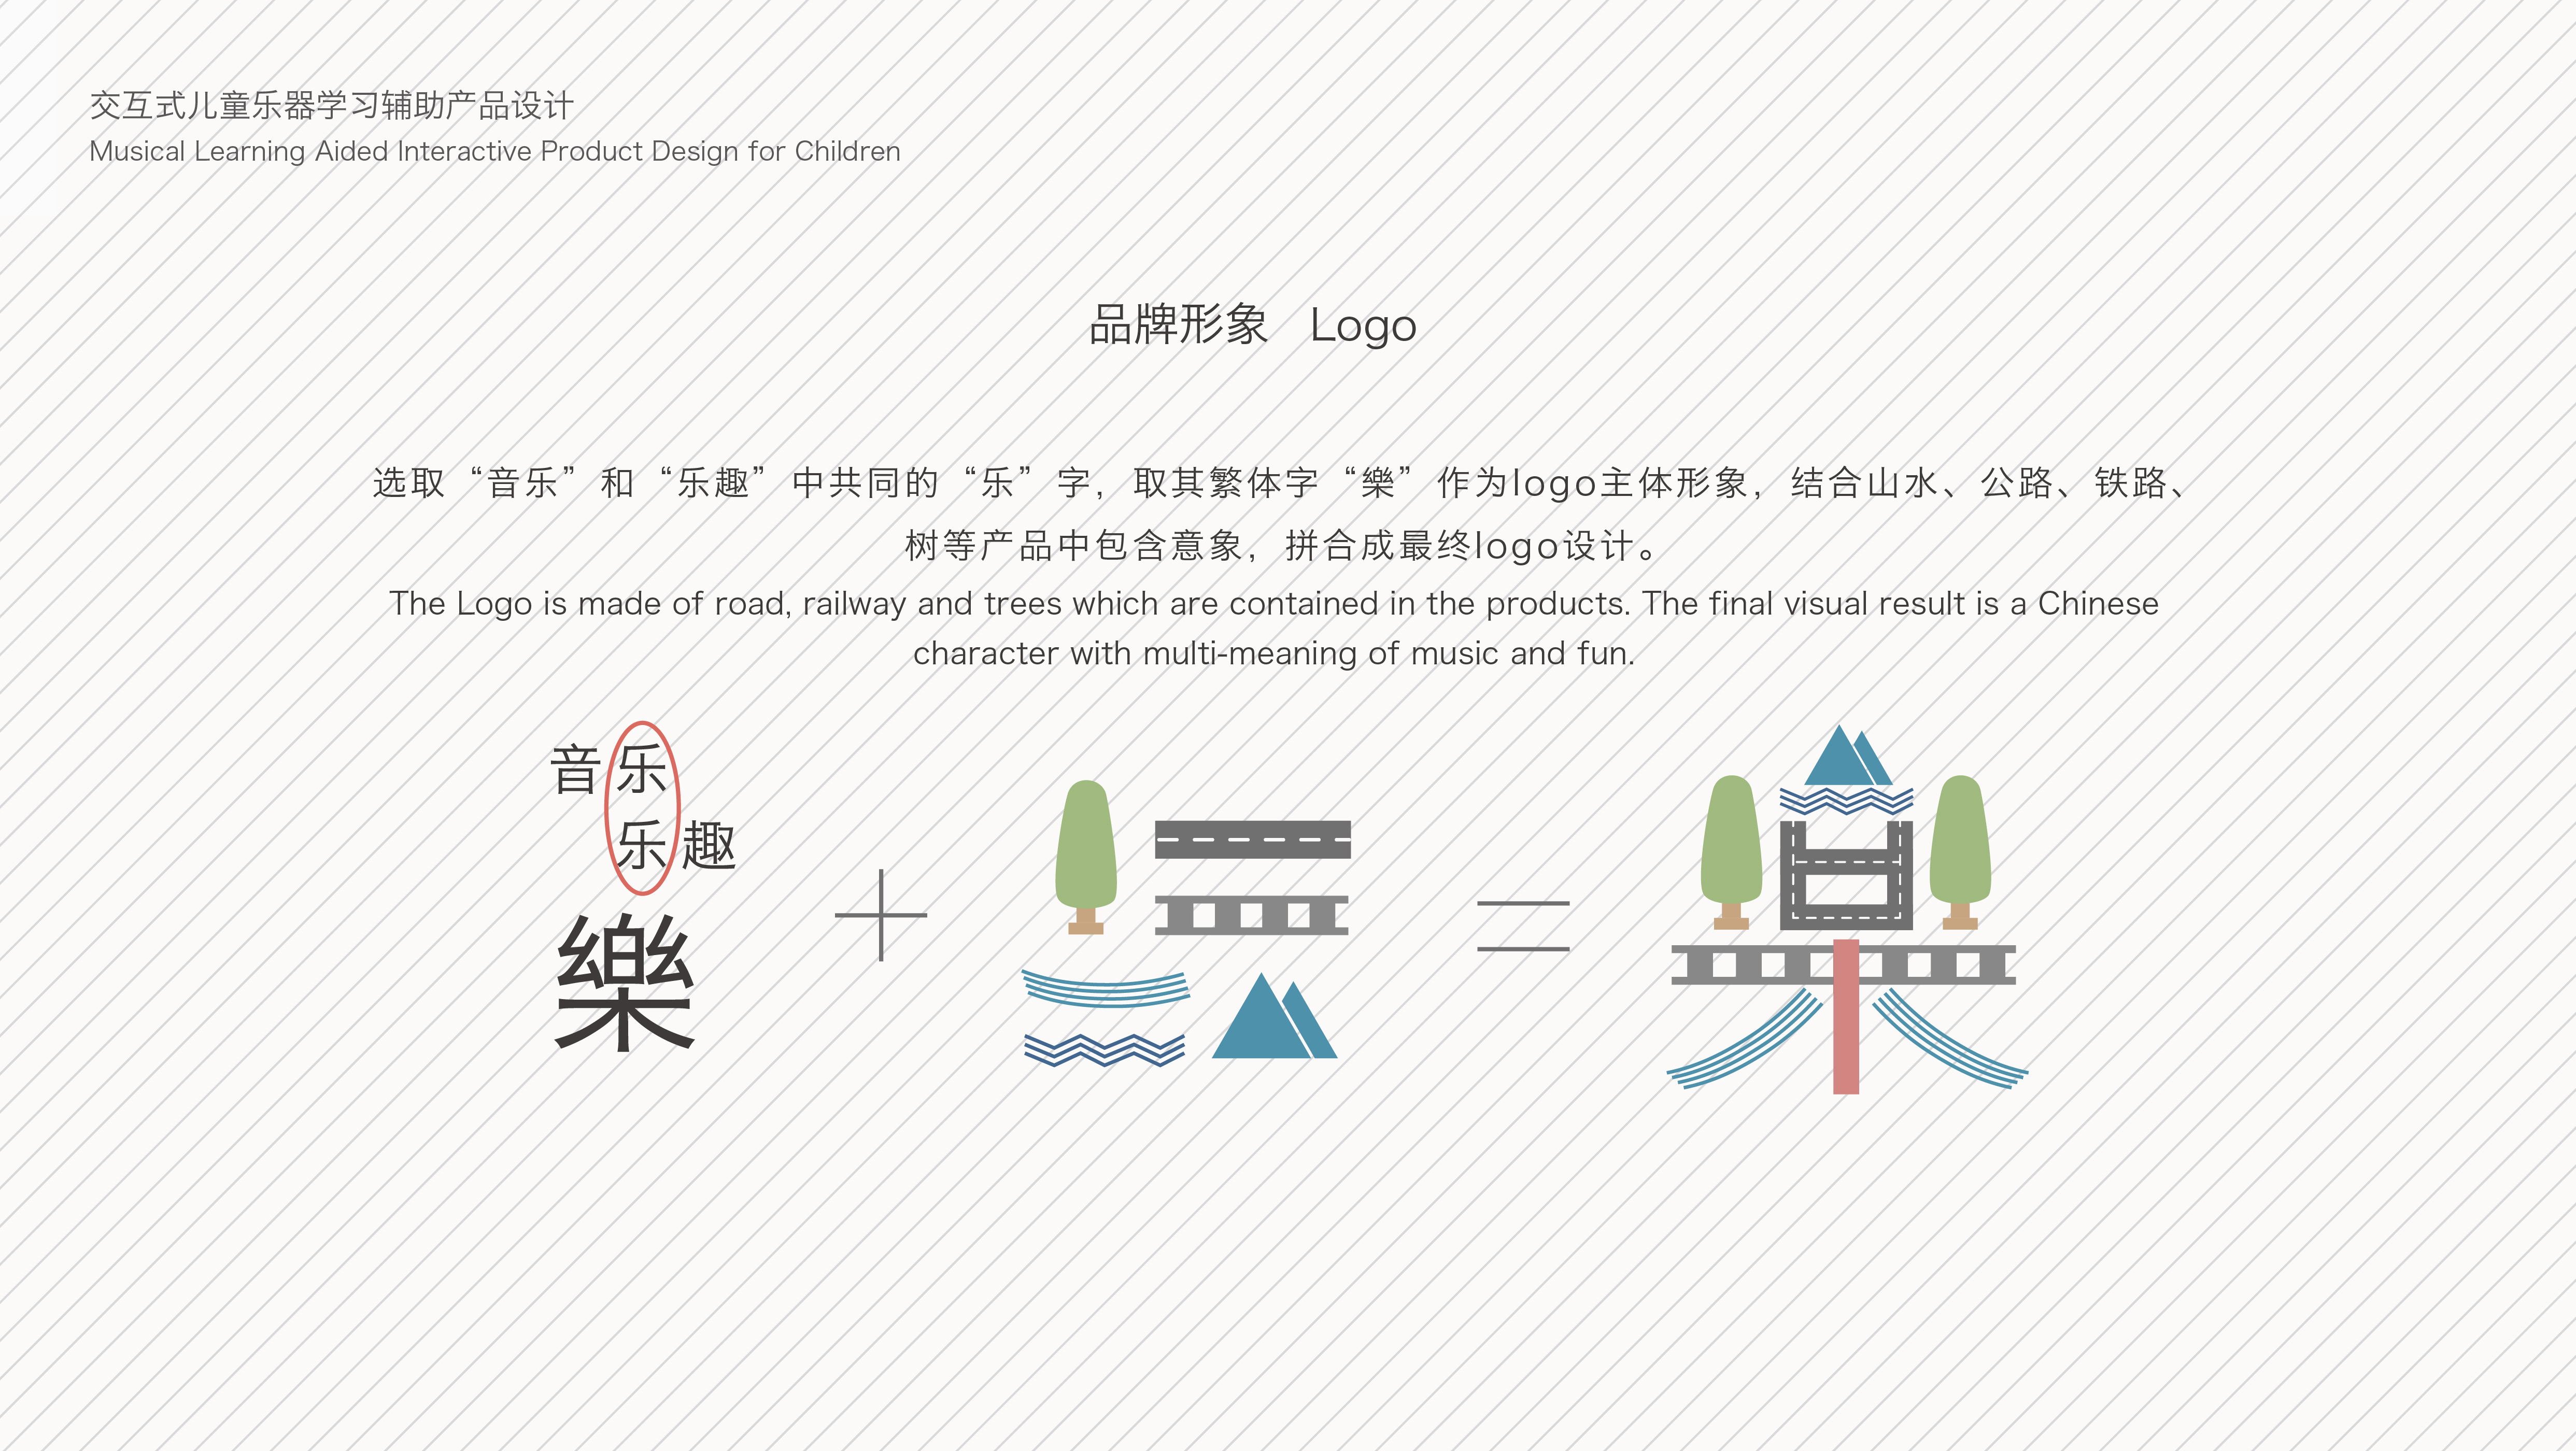 交互式儿童乐器学习辅助产品设计
Musical Learning Aided Interactive Product Design for Children
品牌形象 Logo
选取“音乐”和“乐趣”中共同的“乐”字，取其繁体字“樂”作为logo主体形象，结合山水、公路、铁路、
树等产品中包含意象，拼合成最终logo设计。
The Logo is made of road, railway and trees which are contained in the products. The final visual result is a Chinese
character with multi-meaning of music and fun.
音乐
乐趣
樂